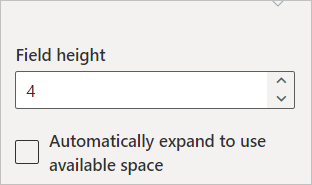 Field height
4
Automatically expand to use
available space